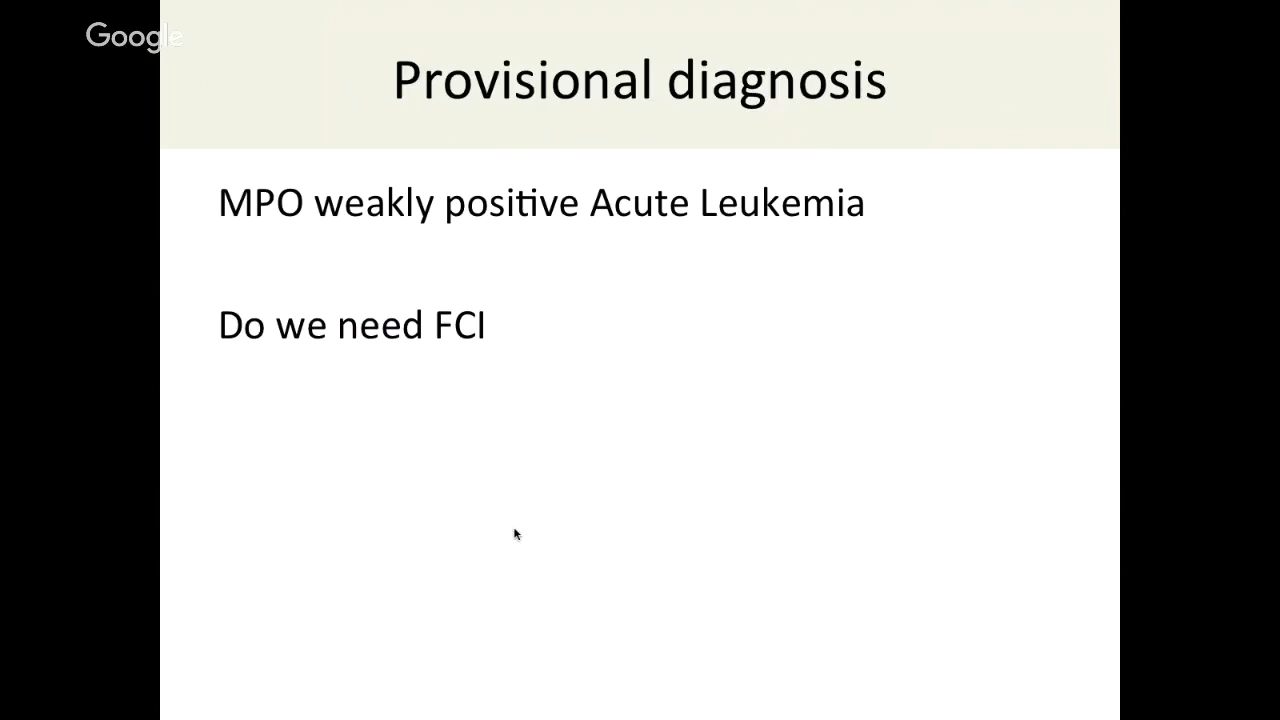 Google
Provisional diagnosis
MPO weakly positive Acute Leukemia
Do we need FCI